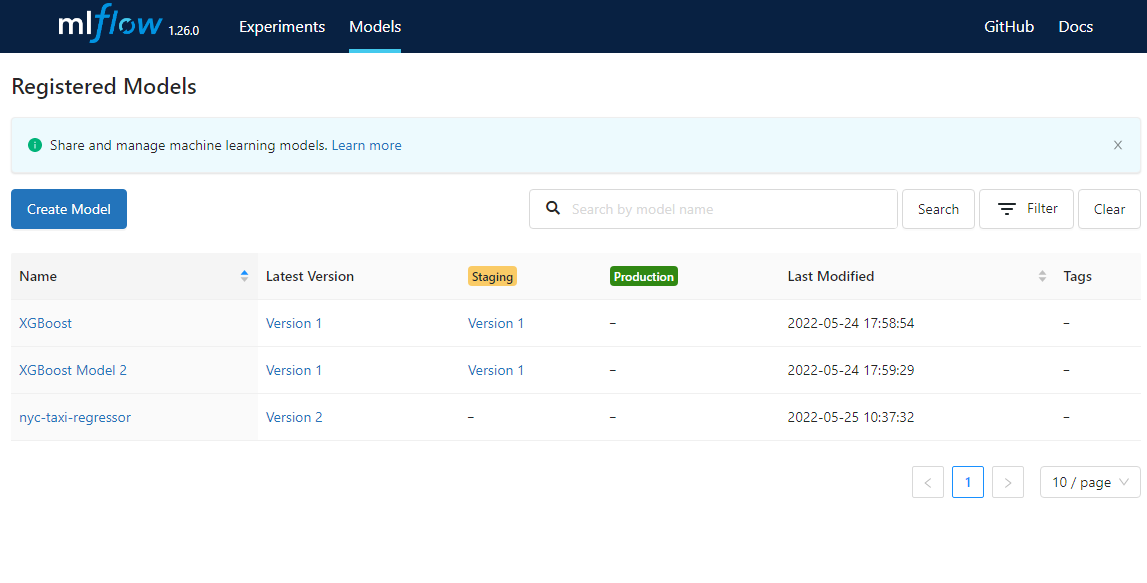 mlflow 1.26.0 Experiments Models GitHub Docs
Registered Models
Share and manage machine learning models. Learn more
Create Model Search by model name Search Filter Clear
Name Latest Version Staging Production Last Modified Tags
XGBoost Version 1 Version 1 – 2022-05-24 17:58:54 –
XGBoost Model 2 Version 1 Version 1 – 2022-05-24 17:59:29 –
nyc-taxi-regressor Version 2 – – 2022-05-25 10:37:32 –
< 1 > 10 / page